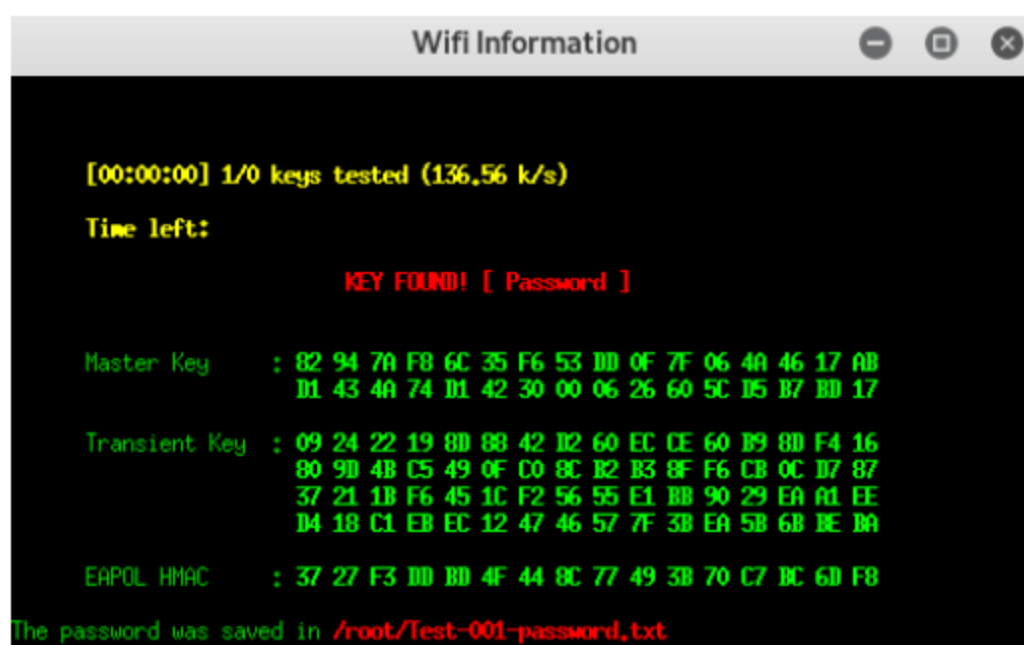 Wifi Information
[00:00:00] 1/0 keys tested (136.56 k/s)
Time left:
KEY FOUND! [ Password ]
Master Key : 82 94 7A F8 6C 35 F6 53 DD 0F 7F 06 4A 46 17 AB
D1 43 4A 74 D1 42 30 00 06 26 60 5C D5 B7 BD 17
Transient Key : 09 24 22 19 8D 88 42 D2 60 EC CE 60 B9 8D F4 16
80 9D 4B C5 49 0F C0 8C B2 B3 8F F6 CB 0C D7 87
37 21 1B F6 45 1C F2 56 55 E1 BB 90 29 EA A1 EE
D4 18 C1 EB EC 12 47 46 57 7F 3B EA 5B 6B BE BA
EAPOL HMAC : 37 27 F3 DD BD 4F 44 8C 77 49 3B 70 C7 BC 6D F8
The password was saved in /root/Test-001-password.txt